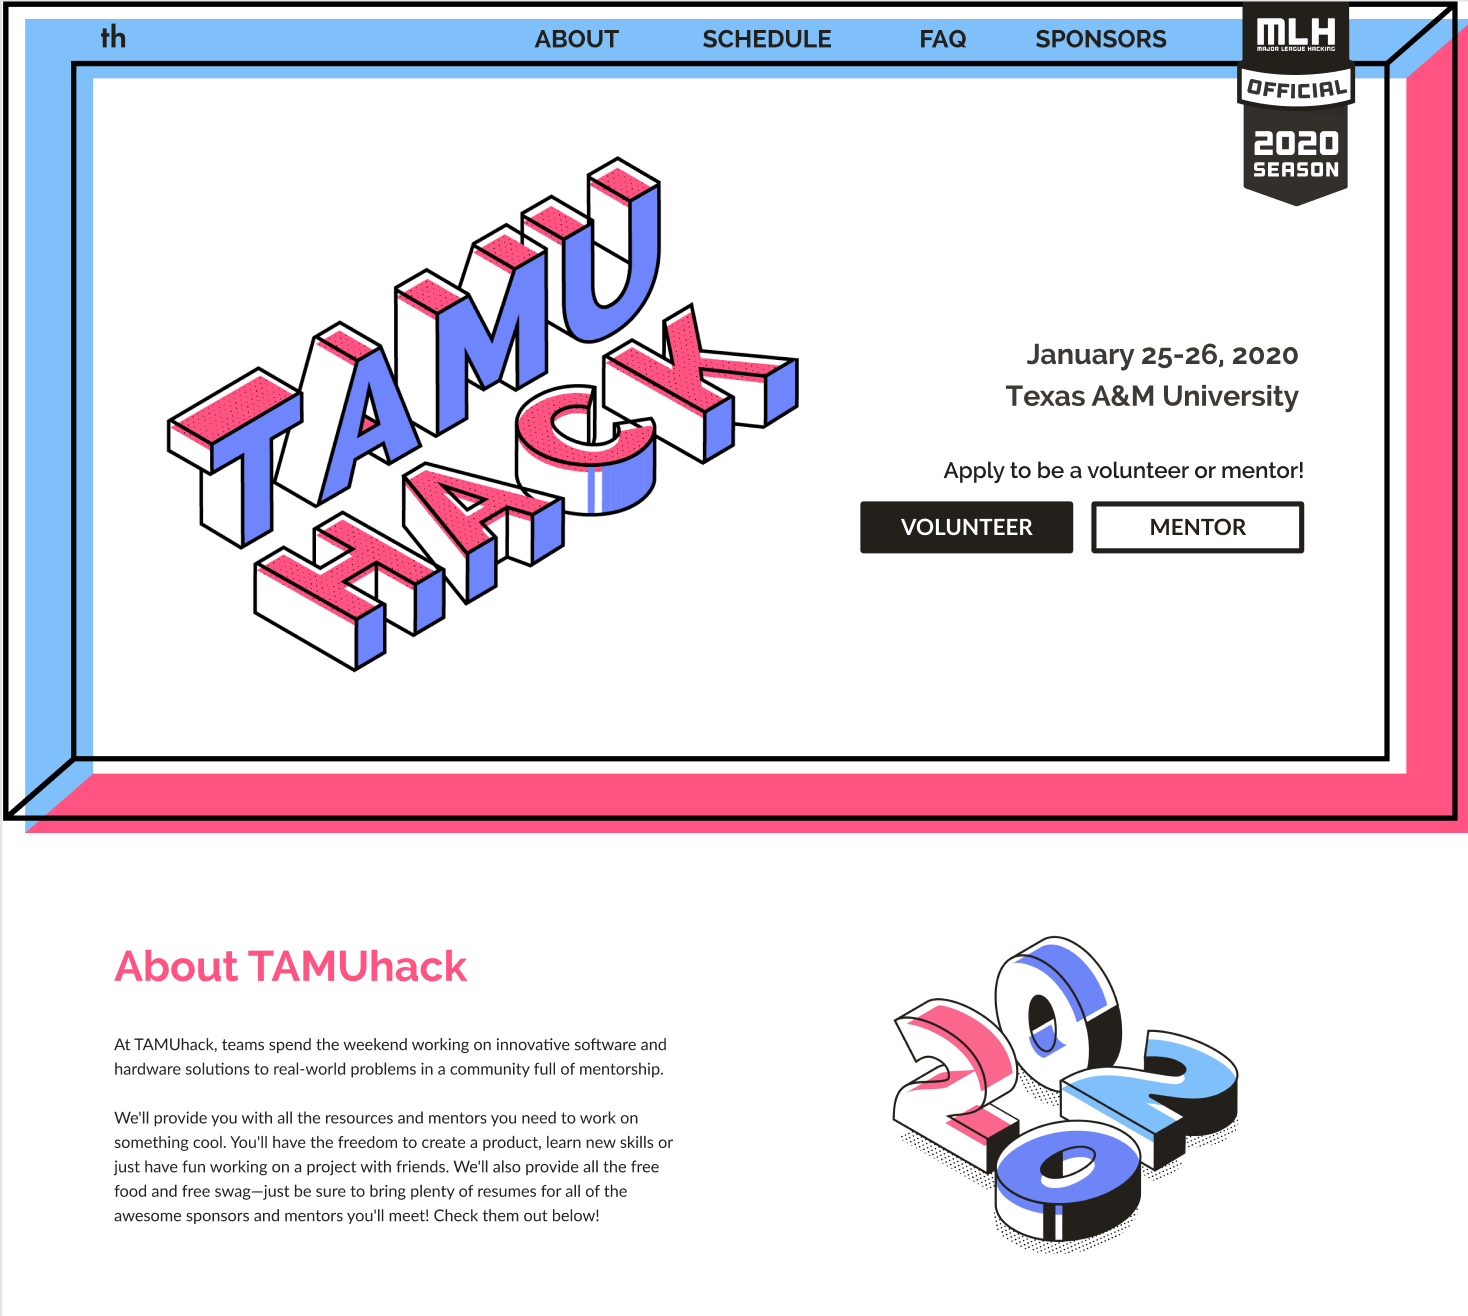 th
ABOUT
SCHEDULE
FAQ
SPONSORS
MLH
MAJOR LEAGUE HACKING
OFFICIAL
2020
SEASON
TAMU
HACK
January 25-26, 2020
Texas A&M University
Apply to be a volunteer or mentor!
VOLUNTEER
MENTOR
About TAMUhack
At TAMUhack, teams spend the weekend working on innovative software and
hardware solutions to real-world problems in a community full of mentorship.
We'll provide you with all the resources and mentors you need to work on
something cool. You'll have the freedom to create a product, learn new skills or
just have fun working on a project with friends. We'll also provide all the free
food and free swag—just be sure to bring plenty of resumes for all of the
awesome sponsors and mentors you'll meet! Check them out below!
20
20